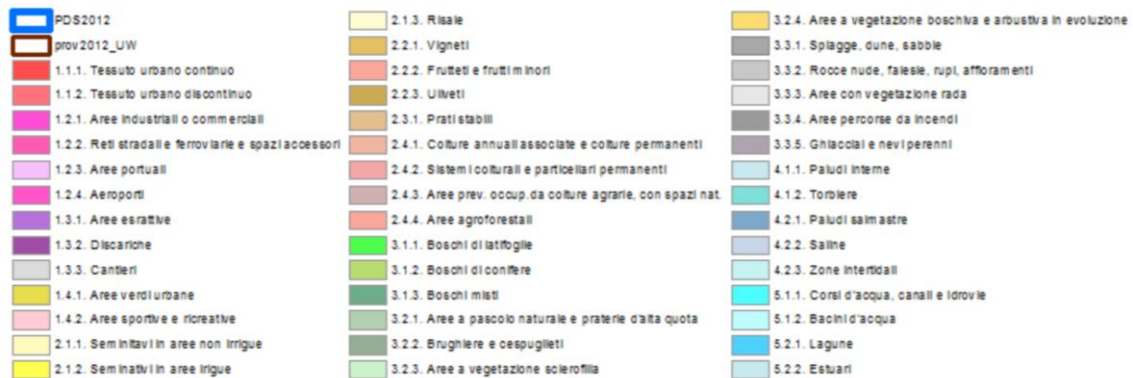 PDS2012
prov2012_UW
1.1.1. Tessuto urbano continuo
1.1.2. Tessuto urbano discontinuo
1.2.1. Aree industriali o commerciali
1.2.2. Reti stradali e ferroviarie e spazi accessori
1.2.3. Aree portuali
1.2.4. Aeroporti
1.3.1. Aree esrattive
1.3.2. Discariche
1.3.3. Cantieri
1.4.1. Aree verdi urbane
1.4.2. Aree sportive e ricreative
2.1.1. Seminitavi in aree non irrigue
2.1.2. Seminativi in aree irigue
2.1.3. Risaie
2.2.1. Vigneti
2.2.2. Frutteti e frutti minori
2.2.3. Uliveti
2.3.1. Prati stabili
2.4.1. Colture annuali associate e colture permanenti
2.4.2. Sistemi colturali e particellari permanenti
2.4.3. Aree prev. occup.da colture agrarie, con spazi nat.
2.4.4. Aree agroforestali
3.1.1. Boschi di latifoglie
3.1.2. Boschi di conifere
3.1.3. Boschi misti
3.2.1. Aree a pascolo naturale e praterie d'alta quota
3.2.2. Brughiere e cespuglieti
3.2.3. Aree a vegetazione sclerofilla
3.2.4. Aree a vegetazione boschiva e arbustiva in evoluzione
3.3.1. Spiagge, dune, sabbie
3.3.2. Rocce nude, falesie, rupi, affioramenti
3.3.3. Aree con vegetazione rada
3.3.4. Aree percorse da incendi
3.3.5. Ghiacciai e nevi perenni
4.1.1. Paludi interne
4.1.2. Torbiere
4.2.1. Paludi salmastre
4.2.2. Saline
4.2.3. Zone intertidali
5.1.1. Corsi d'acqua, canali e idrovie
5.1.2. Bacini d'acqua
5.2.1. Lagune
5.2.2. Estuari